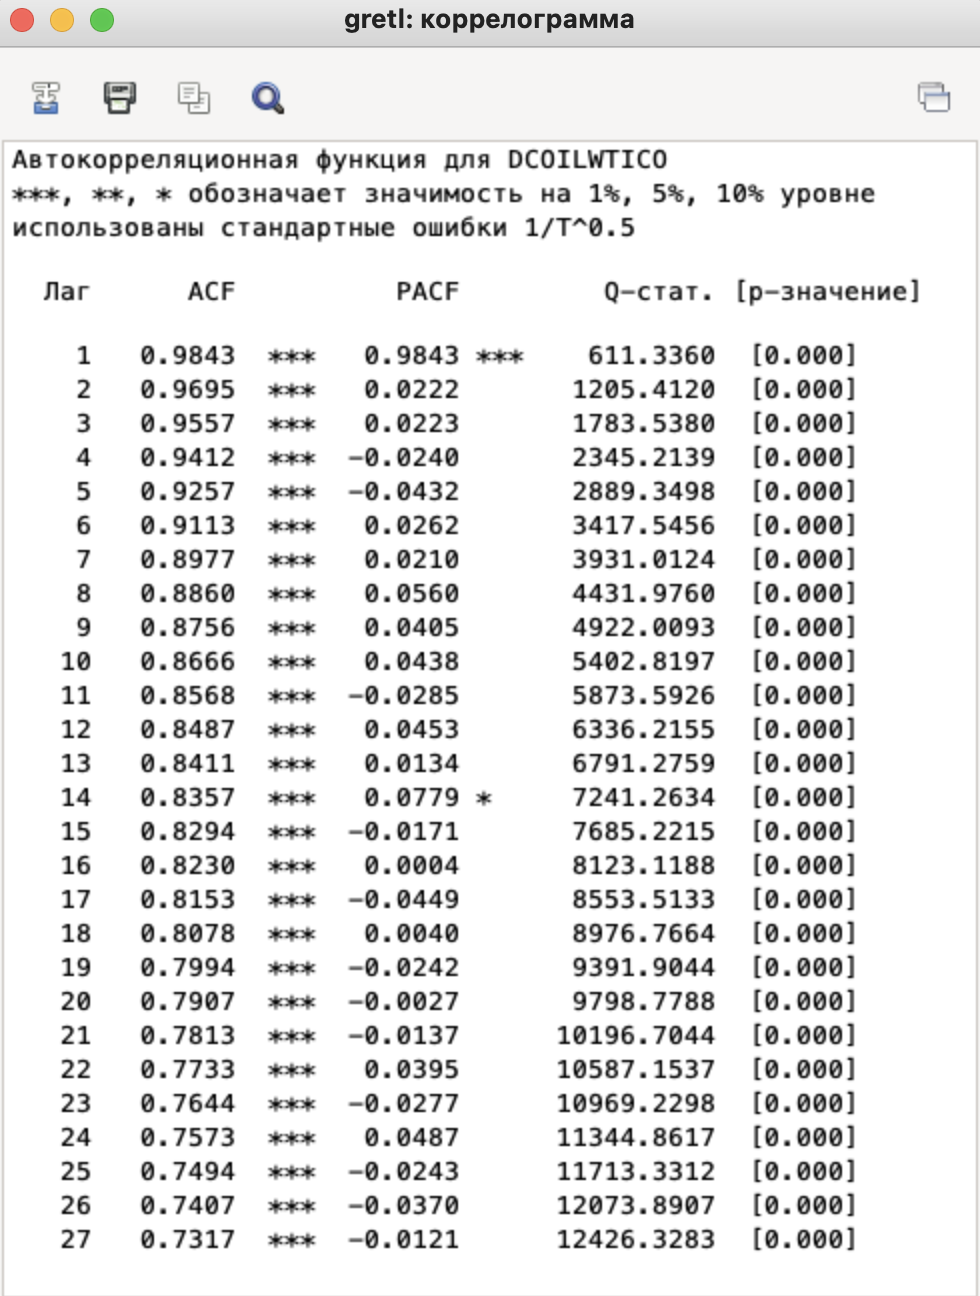 gretl: коррелограмма
Автокорреляционная функция для DCOILWTICO
***, **, * обозначает значимость на 1%, 5%, 10% уровне
использованы стандартные ошибки 1/T^0.5
Лаг ACF PACF Q-стат. [p-значение]
1 0.9843 *** 0.9843 *** 611.3360 [0.000]
2 0.9695 *** 0.0222 1205.4120 [0.000]
3 0.9557 *** 0.0223 1783.5380 [0.000]
4 0.9412 *** -0.0240 2345.2139 [0.000]
5 0.9257 *** -0.0432 2889.3498 [0.000]
6 0.9113 *** 0.0262 3417.5456 [0.000]
7 0.8977 *** 0.0210 3931.0124 [0.000]
8 0.8860 *** 0.0560 4431.9760 [0.000]
9 0.8756 *** 0.0405 4922.0093 [0.000]
10 0.8666 *** 0.0438 5402.8197 [0.000]
11 0.8568 *** -0.0285 5873.5926 [0.000]
12 0.8487 *** 0.0453 6336.2155 [0.000]
13 0.8411 *** 0.0134 6791.2759 [0.000]
14 0.8357 *** 0.0779 * 7241.2634 [0.000]
15 0.8294 *** -0.0171 7685.2215 [0.000]
16 0.8230 *** 0.0004 8123.1188 [0.000]
17 0.8153 *** -0.0449 8553.5133 [0.000]
18 0.8078 *** 0.0040 8976.7664 [0.000]
19 0.7994 *** -0.0242 9391.9044 [0.000]
20 0.7907 *** -0.0027 9798.7788 [0.000]
21 0.7813 *** -0.0137 10196.7044 [0.000]
22 0.7733 *** 0.0395 10587.1537 [0.000]
23 0.7644 *** -0.0277 10969.2298 [0.000]
24 0.7573 *** 0.0487 11344.8617 [0.000]
25 0.7494 *** -0.0243 11713.3312 [0.000]
26 0.7407 *** -0.0370 12073.8907 [0.000]
27 0.7317 *** -0.0121 12426.3283 [0.000]